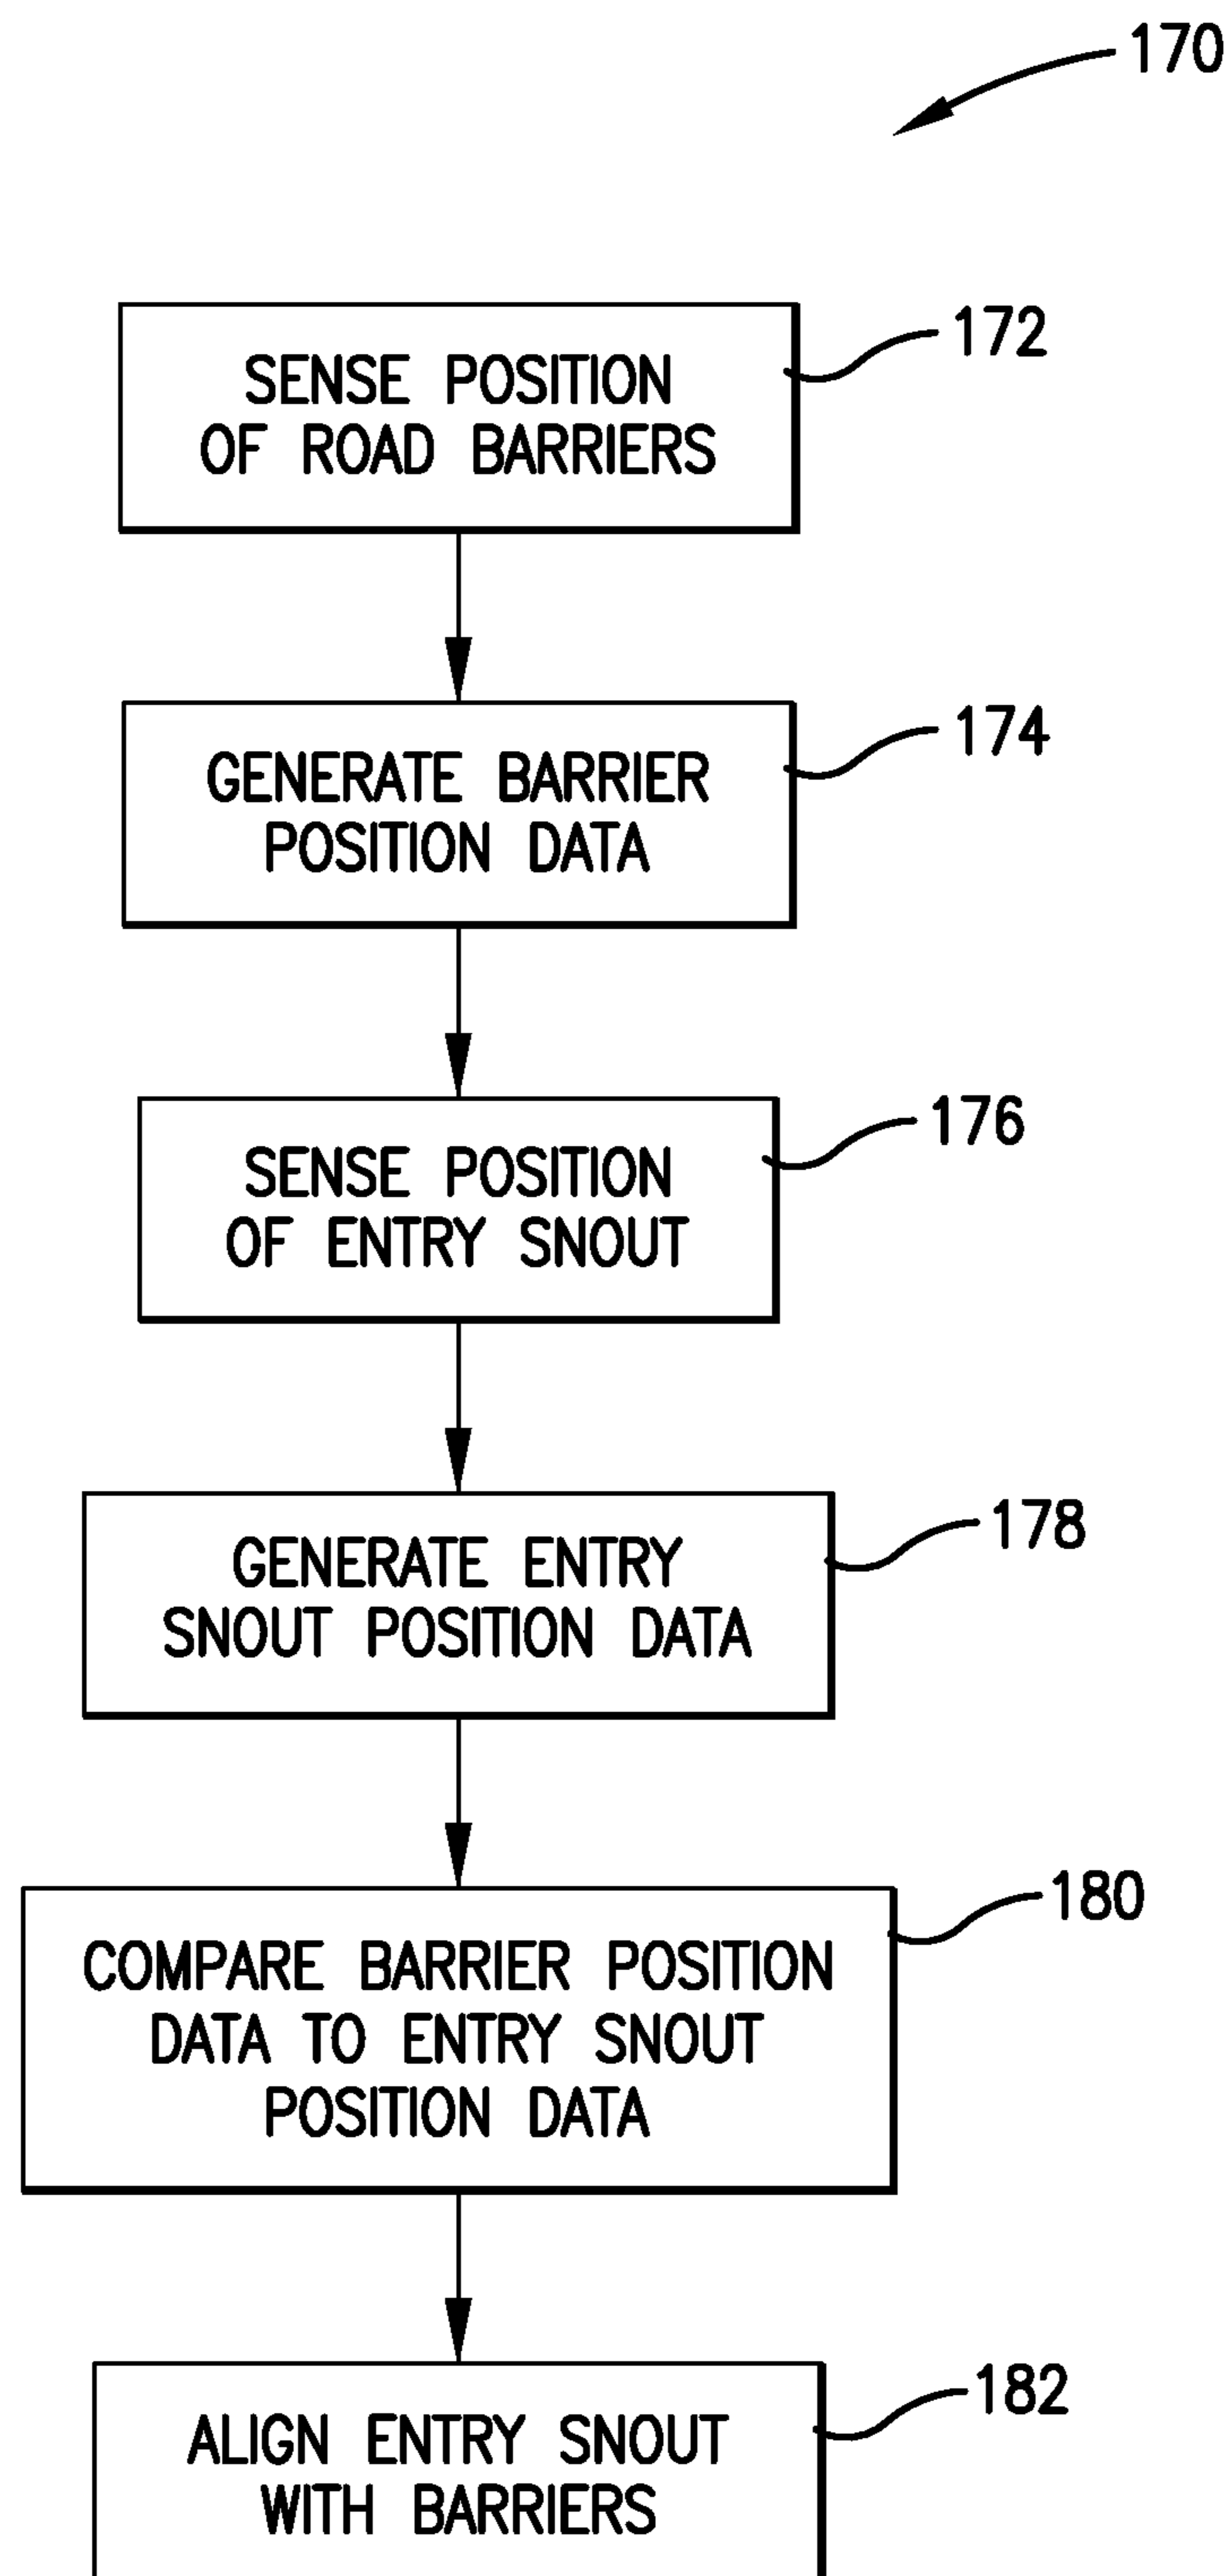 170
SENSE POSITION
OF ROAD BARRIERS
172
GENERATE BARRIER
POSITION DATA
174
SENSE POSITION
OF ENTRY SNOUT
176
GENERATE ENTRY
SNOUT POSITION DATA
178
COMPARE BARRIER POSITION
DATA TO ENTRY SNOUT
POSITION DATA
180
ALIGN ENTRY SNOUT
WITH BARRIERS
182